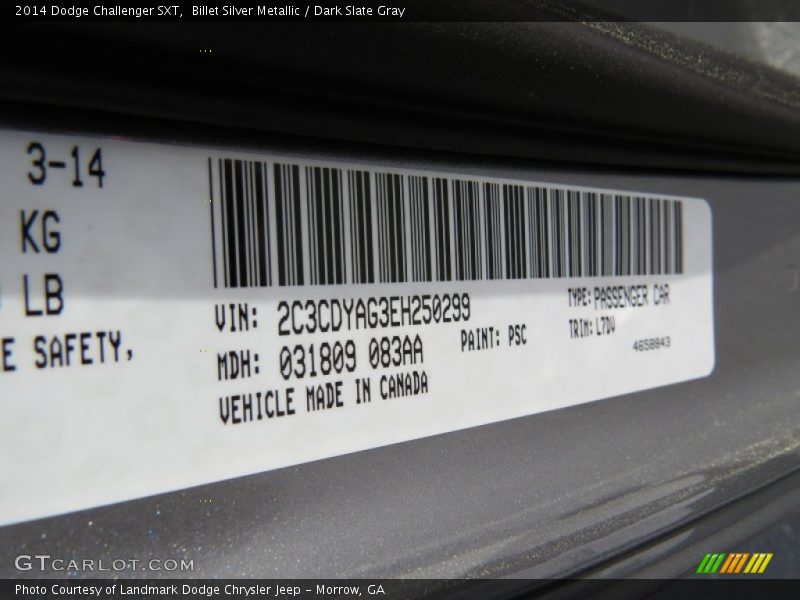 2014 Dodge Challenger SXT,  Billet Silver Metallic / Dark Slate Gray
3-14
KG
LB
E SAFETY,
VIN: 2C3CDYAG3EH250299
TYPE: PASSENGER CAR
MDH: 031809 083AA
PAINT: PSC
TRIM: L7DV
4658843
VEHICLE MADE IN CANADA
GTCARLOT.COM
Photo Courtesy of Landmark Dodge Chrysler Jeep - Morrow, GA